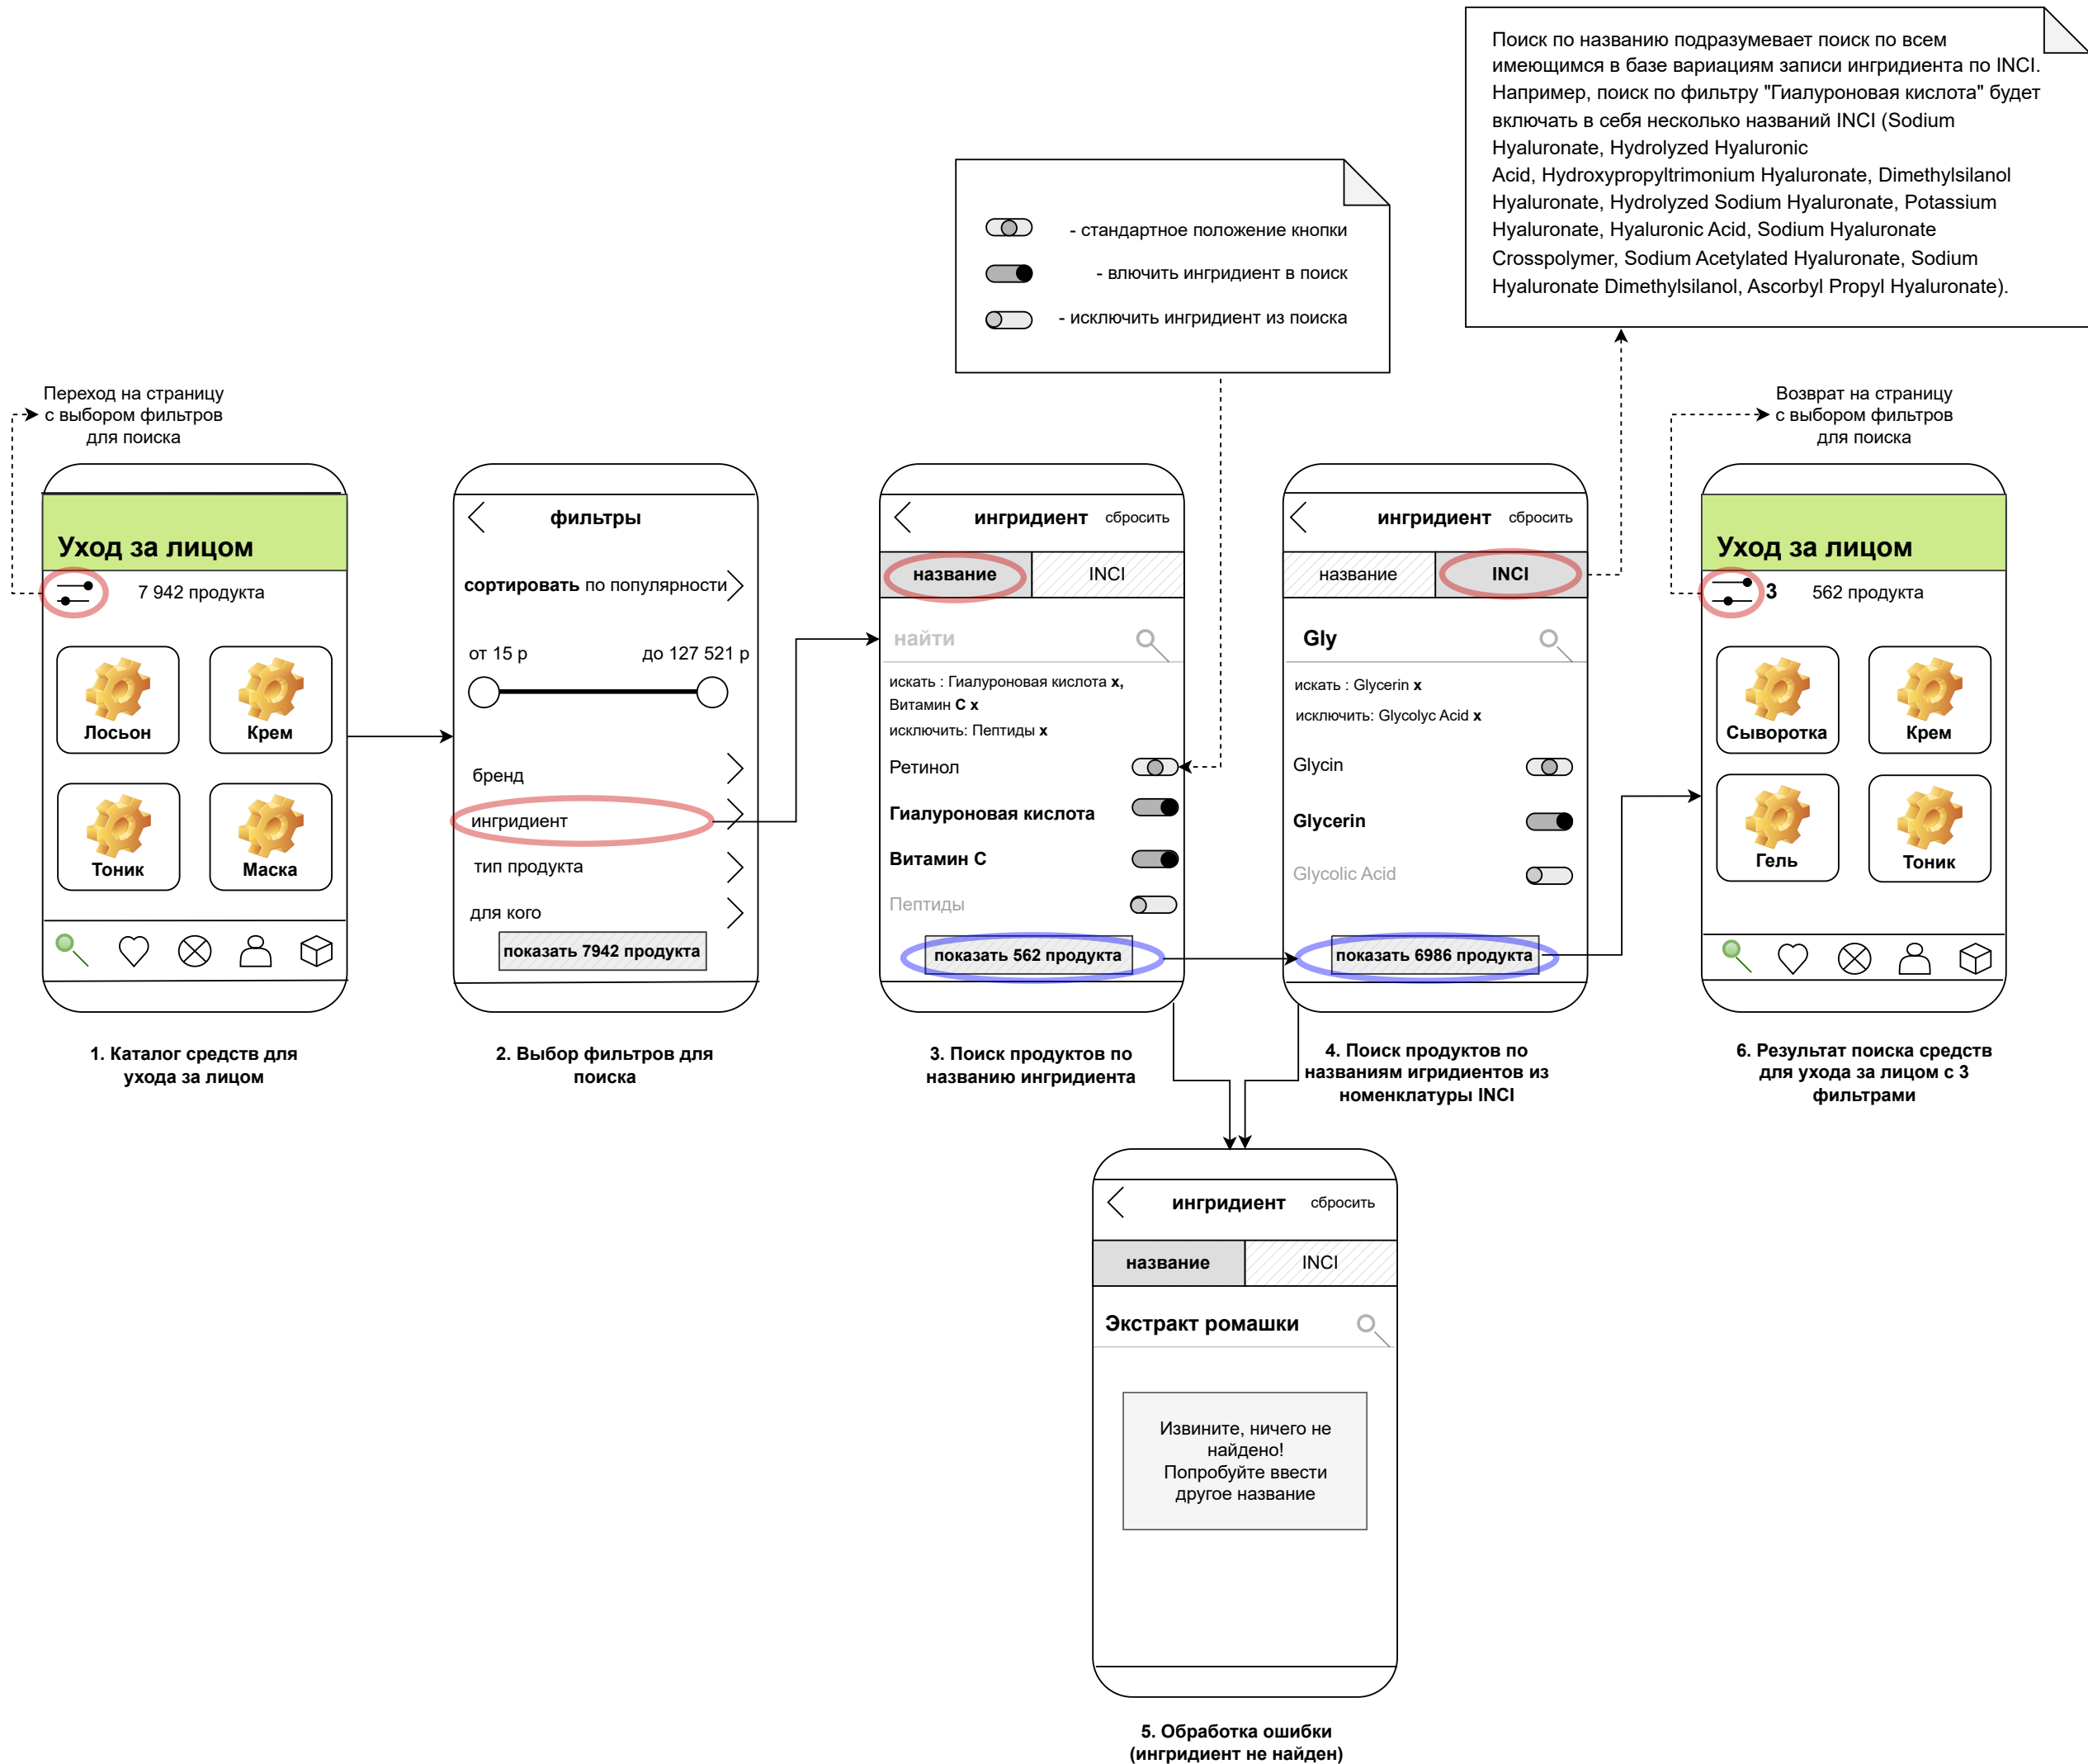 Поиск по названию подразумевает поиск по всем
имеющимся в базе вариациям записи ингридиента по INCI.
Например, поиск по фильтру "Гиалуроновая кислота" будет
включать в себя несколько названий INCI (Sodium
Hyaluronate, Hydrolyzed Hyaluronic
Acid, Hydroxypropyltrimonium Hyaluronate, Dimethylsilanol
Hyaluronate, Hydrolyzed Sodium Hyaluronate, Potassium
Hyaluronate, Hyaluronic Acid, Sodium Hyaluronate
Crosspolymer, Sodium Acetylated Hyaluronate, Sodium
Hyaluronate Dimethylsilanol, Ascorbyl Propyl Hyaluronate).
- стандартное положение кнопки
- влючить ингридиент в поиск
- исключить ингридиент из поиска
Переход на страницу
с выбором фильтров
для поиска
Уход за лицом
7 942 продукта
Лосьон
Крем
Тоник
Маска
1. Каталог средств для
ухода за лицом
фильтры
сортировать по популярности
от 15 р
до 127 521 р
бренд
ингридиент
тип продукта
для кого
показать 7942 продукта
2. Выбор фильтров для
поиска
ингридиент
сбросить
название
INCI
найти
искать : Гиалуроновая кислота x,
Витамин С x
исключить: Пептиды x
Ретинол
Гиалуроновая кислота
Витамин С
Пептиды
показать 562 продукта
3. Поиск продуктов по
названию ингридиента
ингридиент
сбросить
название
INCI
Gly
искать : Glycerin x
исключить: Glycolyc Acid x
Glycin
Glycerin
Glycolic Acid
показать 6986 продукта
4. Поиск продуктов по
названиям игридиентов из
номенклатуры INCI
Возврат на страницу
с выбором фильтров
для поиска
Уход за лицом
3
562 продукта
Сыворотка
Крем
Гель
Тоник
6. Результат поиска средств
для ухода за лицом с 3
фильтрами
ингридиент
сбросить
название
INCI
Экстракт ромашки
Извините, ничего не
найдено!
Попробуйте ввести
другое название
5. Обработка ошибки
(ингридиент не найден)